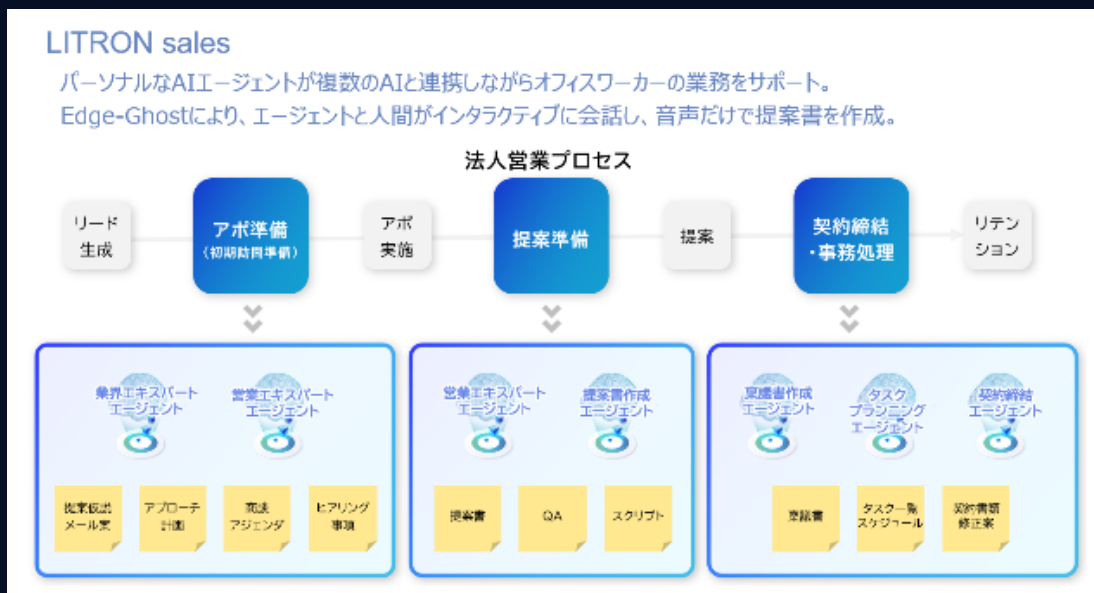 LITRON sales
パーソナルなAIエージェントが複数のAIと連携しながらオフィスワーカーの業務をサポート。
Edge-Ghostにより、エージェントと人間がインタラクティブに会話し、音声だけで提案書を作成。
法人営業プロセス
リード
生成
アポ準備
(初期訪問準備)
アポ
実施
提案準備
提案
契約締結
・事務処理
リテン
ション
業界エキスパート
エージェント
営業エキスパート
エージェント
営業エキスパート
エージェント
提案書作成
エージェント
稟議書作成
エージェント
タスク
プランニング
エージェント
契約締結
エージェント
提案仮説
メール案
アプローチ
計画
商談
アジェンダ
ヒアリング
事項
提案書
QA
スクリプト
稟議書
タスク一覧
スケジュール
契約書類
修正案